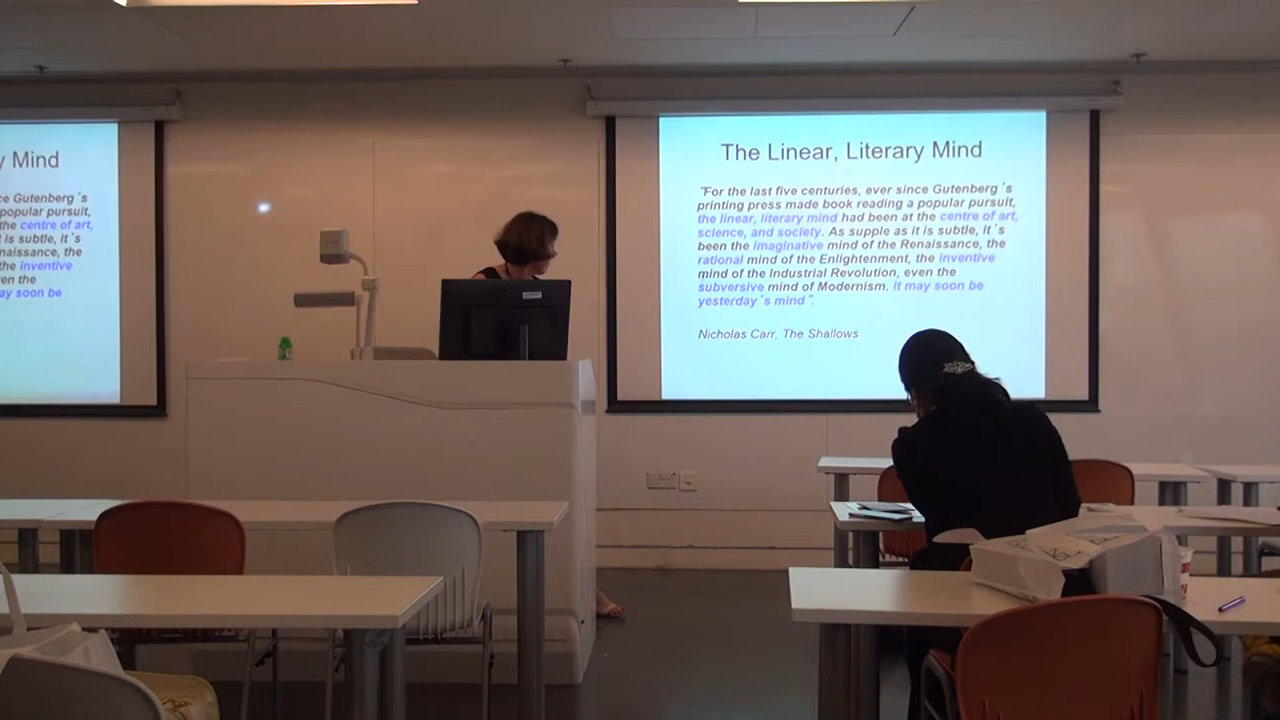 y Mind
ce Gutenberg´s
popular pursuit,
the centre of art,
it is subtle, it´s
naissance, the
the inventive
en the
ay soon be
The Linear, Literary Mind
"For the last five centuries, ever since Gutenberg´s
printing press made book reading a popular pursuit,
the linear, literary mind had been at the centre of art,
science, and society. As supple as it is subtle, it´s
been the imaginative mind of the Renaissance, the
rational mind of the Enlightenment, the inventive
mind of the Industrial Revolution, even the
subversive mind of Modernism. It may soon be
yesterday´s mind".
Nicholas Carr, The Shallows